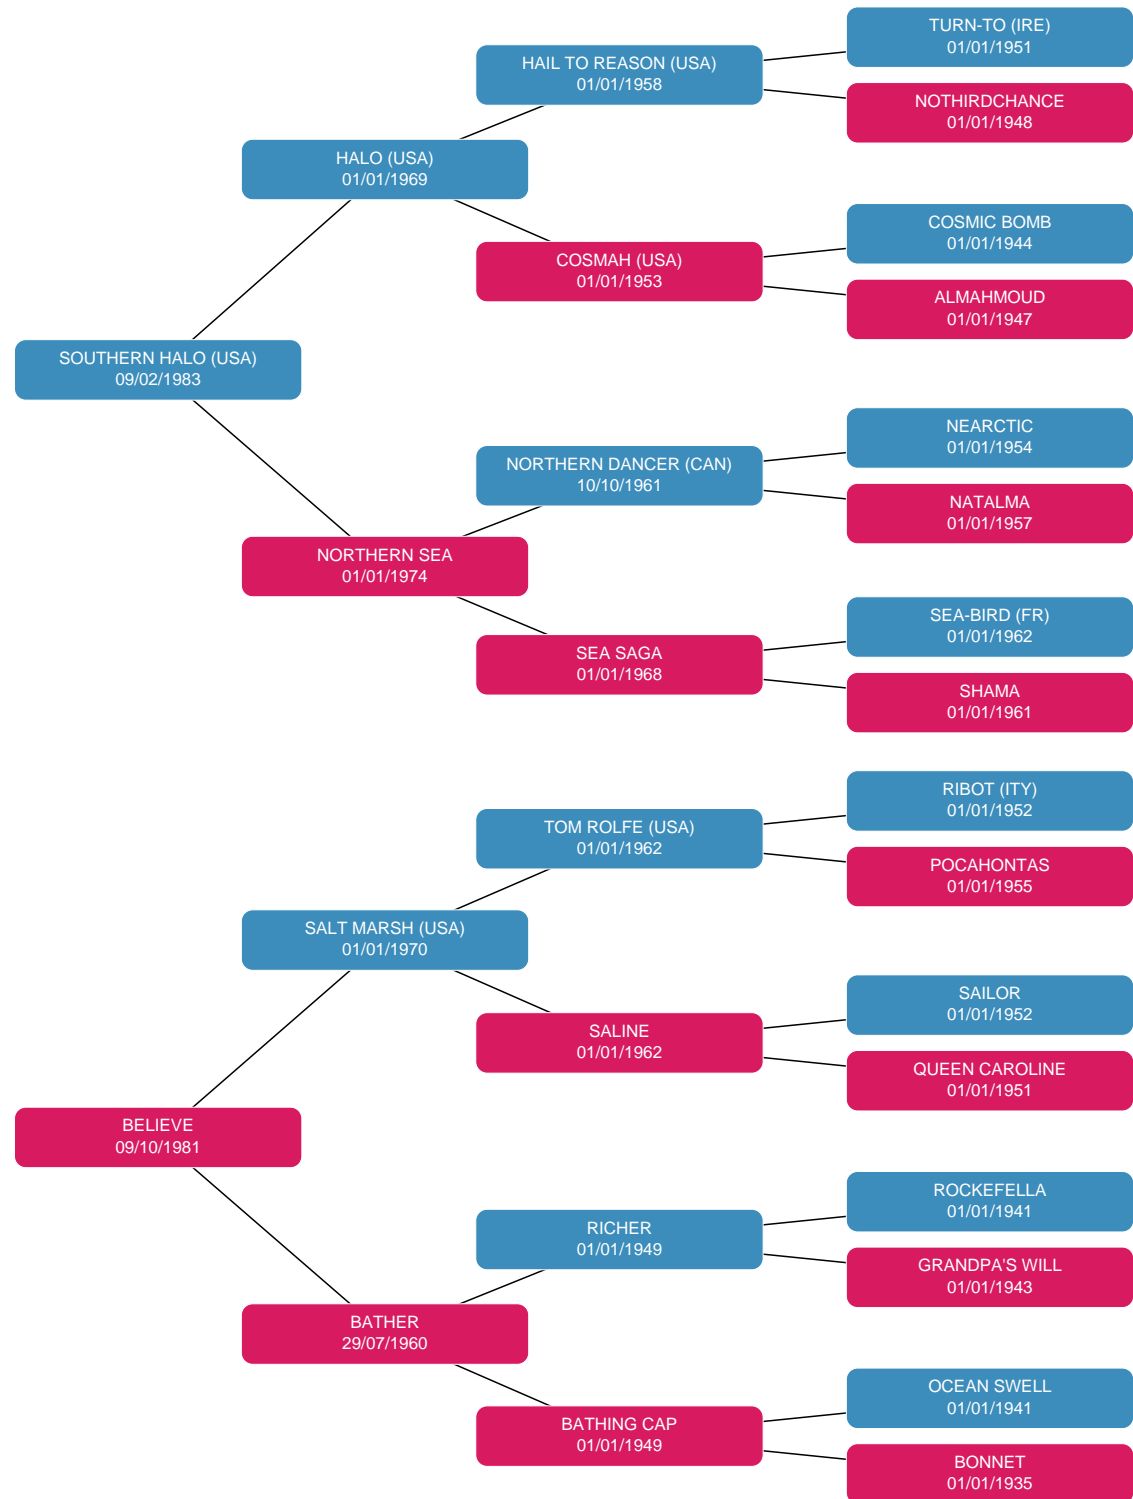 TURN-TO (IRE)
01/01/1951
HAIL TO REASON (USA)
01/01/1958
NOTHIRDCHANCE
01/01/1948
HALO (USA)
01/01/1969
COSMIC BOMB
01/01/1944
COSMAH (USA)
01/01/1953
ALMAHMOUD
01/01/1947
SOUTHERN HALO (USA)
09/02/1983
NEARCTIC
01/01/1954
NORTHERN DANCER (CAN)
10/10/1961
NATALMA
01/01/1957
NORTHERN SEA
01/01/1974
SEA-BIRD (FR)
01/01/1962
SEA SAGA
01/01/1968
SHAMA
01/01/1961
RIBOT (ITY)
01/01/1952
TOM ROLFE (USA)
01/01/1962
POCAHONTAS
01/01/1955
SALT MARSH (USA)
01/01/1970
SAILOR
01/01/1952
SALINE
01/01/1962
QUEEN CAROLINE
01/01/1951
BELIEVE
09/10/1981
ROCKEFELLA
01/01/1941
RICHER
01/01/1949
GRANDPA'S WILL
01/01/1943
BATHER
29/07/1960
OCEAN SWELL
01/01/1941
BATHING CAP
01/01/1949
BONNET
01/01/1935